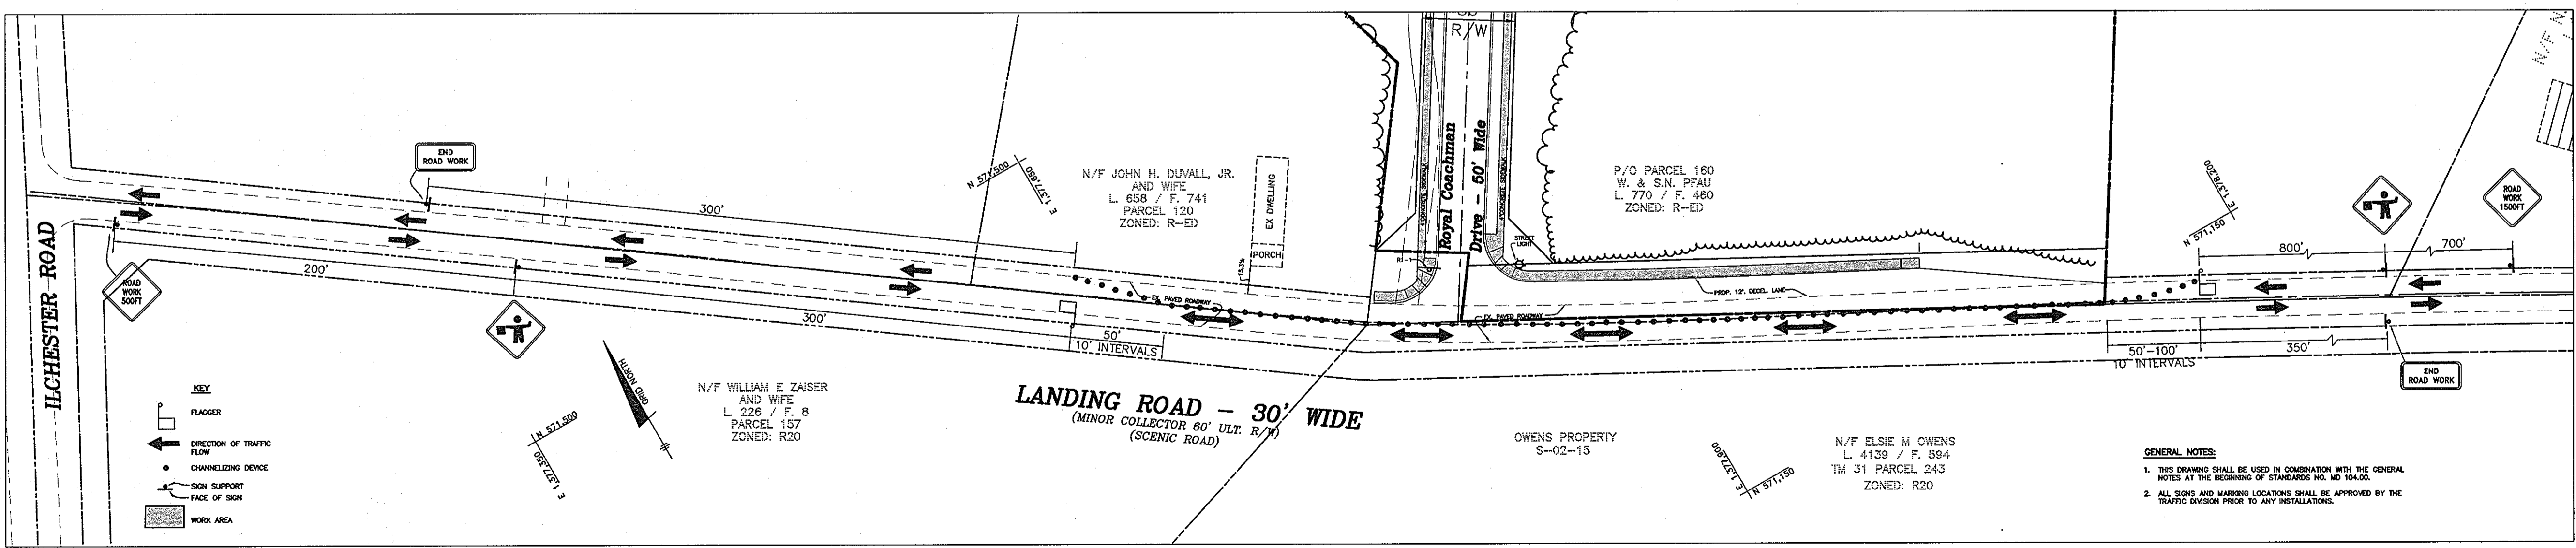 ILCHESTER ROAD
ROAD
WORK
500FT
END
ROAD WORK
200'
300'
300'
KEY
FLAGGER
DIRECTION OF TRAFFIC
FLOW
CHANNELIZING DEVICE
SIGN SUPPORT
FACE OF SIGN
WORK AREA
N 571,500
E 1,377,350
GRID NORTH
N/F WILLIAM E ZAISER
AND WIFE
L. 226 / F. 8
PARCEL 157
ZONED: R20
N 571,500
E 1,377,650
N/F JOHN H. DUVALL, JR.
AND WIFE
L. 658 / F. 741
PARCEL 120
ZONED: R-ED
EX DWELLING
PORCH
EX. PAVED ROADWAY
50'
10' INTERVALS
LANDING ROAD - 30' WIDE
(MINOR COLLECTOR 60' ULT. R/W)
(SCENIC ROAD)
R/W
4' CONCRETE SIDEWALK
Royal Coachman
Drive - 50' Wide
4' CONCRETE SIDEWALK
STREET
LIGHT
EX. PAVED ROADWAY
PROP. 12'. DECEL. LANE
P/O PARCEL 160
W. & S.N. PFAU
L. 770 / F. 460
ZONED: R-ED
OWENS PROPERTY
S-02-15
E 1,377,900
N 571,150
N/F ELSIE M OWENS
L. 4139 / F. 594
TM 31 PARCEL 243
ZONED: R20
E 1,378,200
N 571,150
800'
700'
ROAD
WORK
1500FT
50'-100'
10' INTERVALS
350'
END
ROAD WORK
N/F
GENERAL NOTES:
1. THIS DRAWING SHALL BE USED IN COMBINATION WITH THE GENERAL
NOTES AT THE BEGINNING OF STANDARDS NO. MD 104.00.
2. ALL SIGNS AND MARKING LOCATIONS SHALL BE APPROVED BY THE
TRAFFIC DIVISION PRIOR TO ANY INSTALLATIONS.